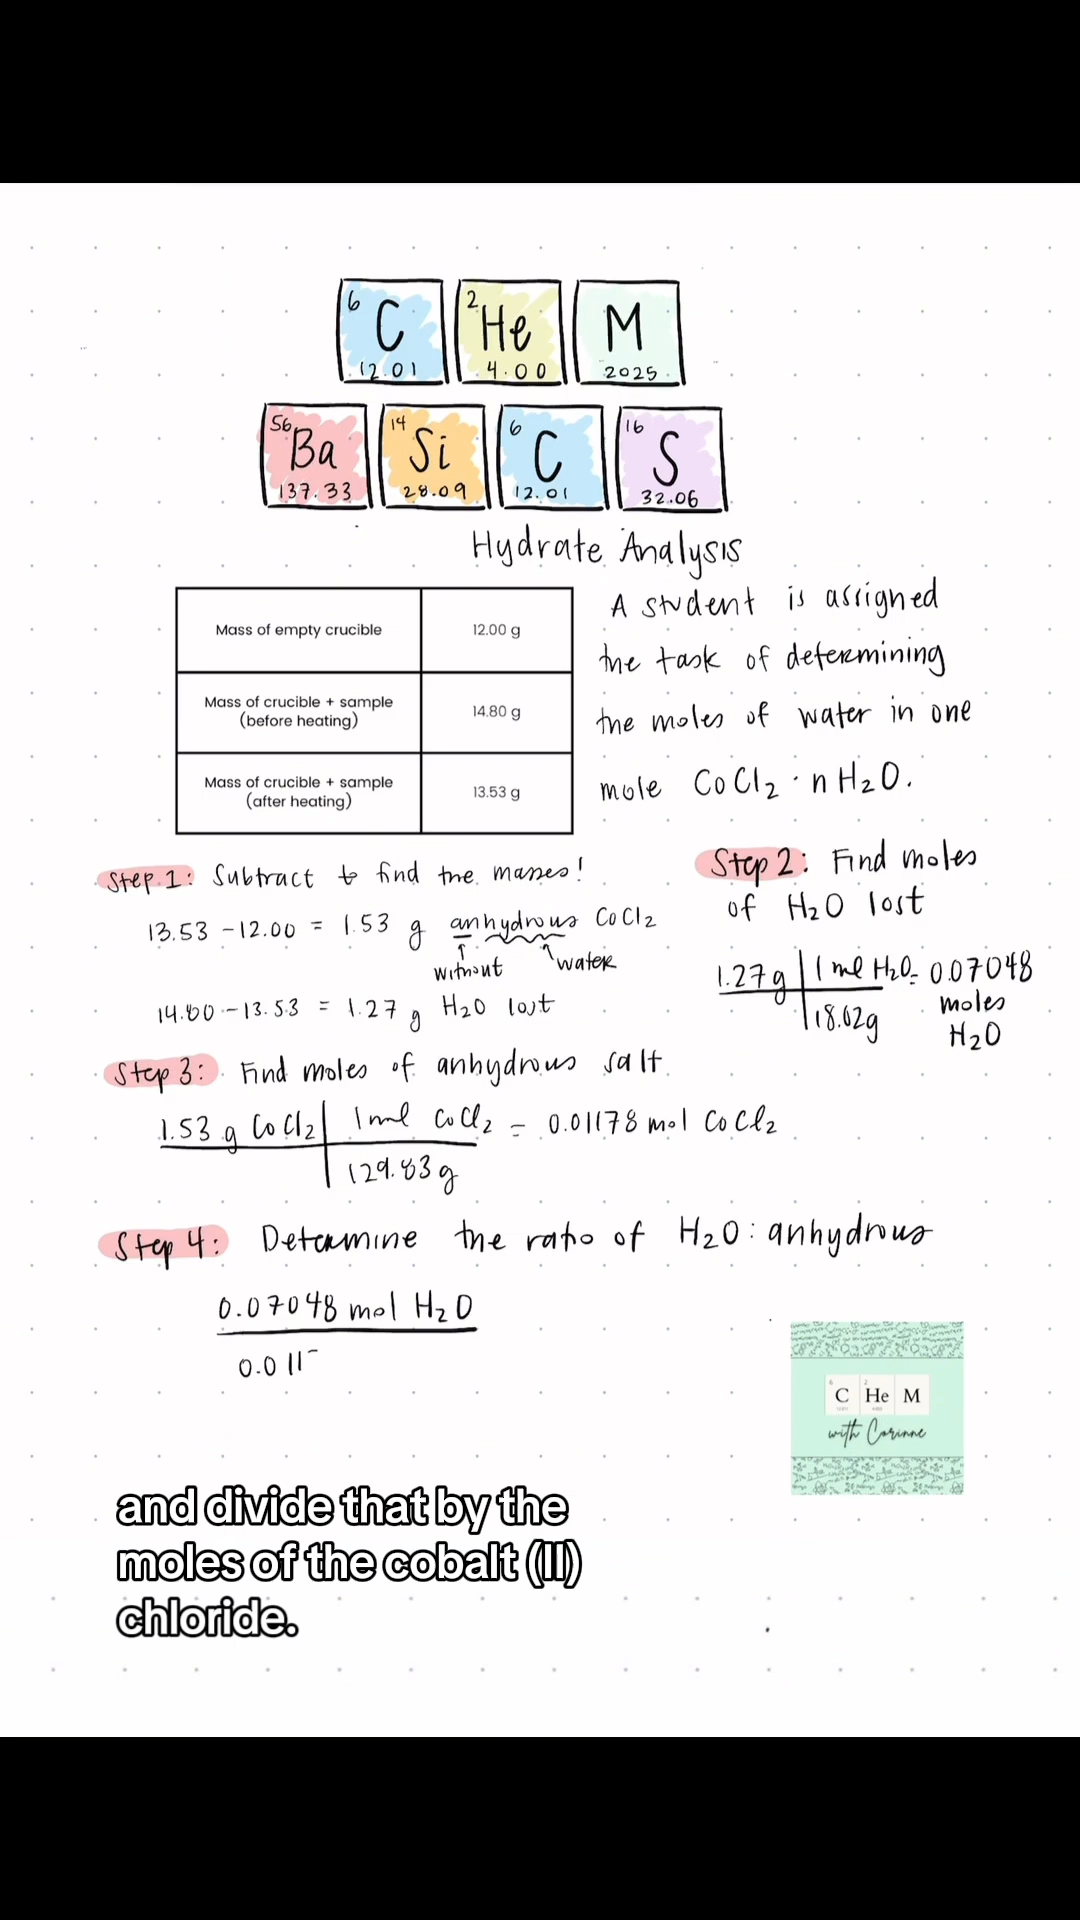 6 C 12.01 2 He 4.00 M 2025
56 Ba 137.33 14 Si 28.09 6 C 12.01 16 S 32.06
Hydrate Analysis
Mass of empty crucible 12.00 g
Mass of crucible + sample
(before heating) 14.80 g
Mass of crucible + sample
(after heating) 13.53 g
A student is assigned
the task of determining
the moles of water in one
mole CoCl₂ · n H₂O.
Step 1: Subtract to find the masses!
13.53 - 12.00 = 1.53 g anhydrous CoCl₂
without water
14.80 - 13.53 = 1.27 g H₂O lost
Step 2: Find moles
of H₂O lost
1.27g | 1 mol H₂O = 0.07048
18.02g moles
H₂O
Step 3: Find moles of anhydrous salt
1.53 g CoCl₂ | 1 mol CoCl₂ = 0.01178 mol CoCl₂
129.83 g
Step 4: Determine the ratio of H₂O : anhydrous
0.07048 mol H₂O
0.011
C He M
with Corinne
and divide that by the
moles of the cobalt (II)
chloride.